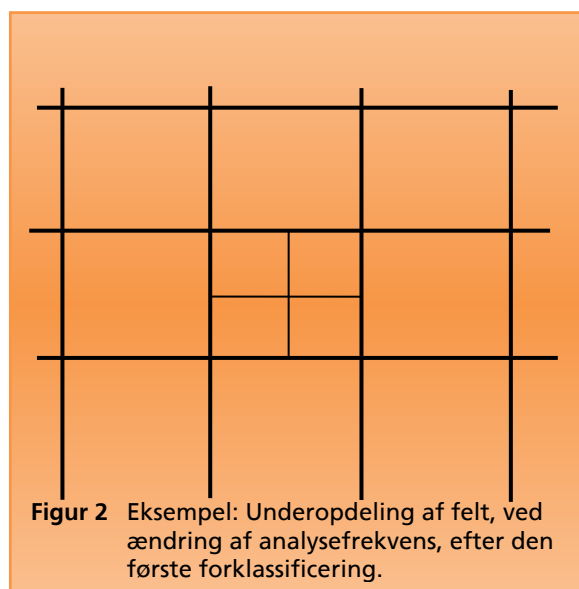 Figur 2 Eksempel: Underopdeling af felt, ved
ændring af analysefrekvens, efter den
første forklassificering.